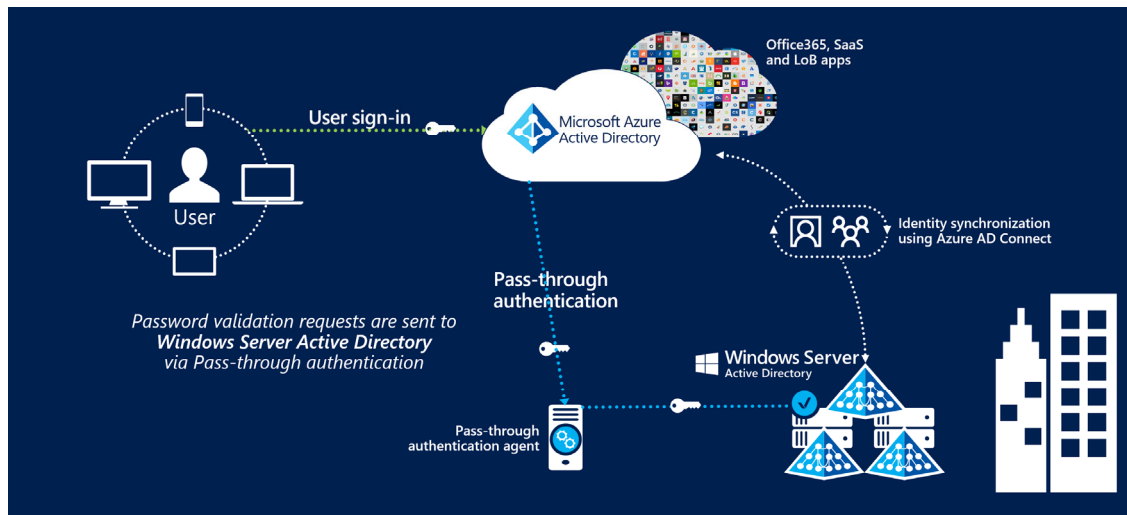 Office365, SaaS
and LoB apps
User sign-in
Microsoft Azure
Active Directory
User
Identity synchronization
using Azure AD Connect
Pass-through
authentication
Password validation requests are sent to
Windows Server Active Directory
via Pass-through authentication
Windows Server
Active Directory
Pass-through
authentication agent